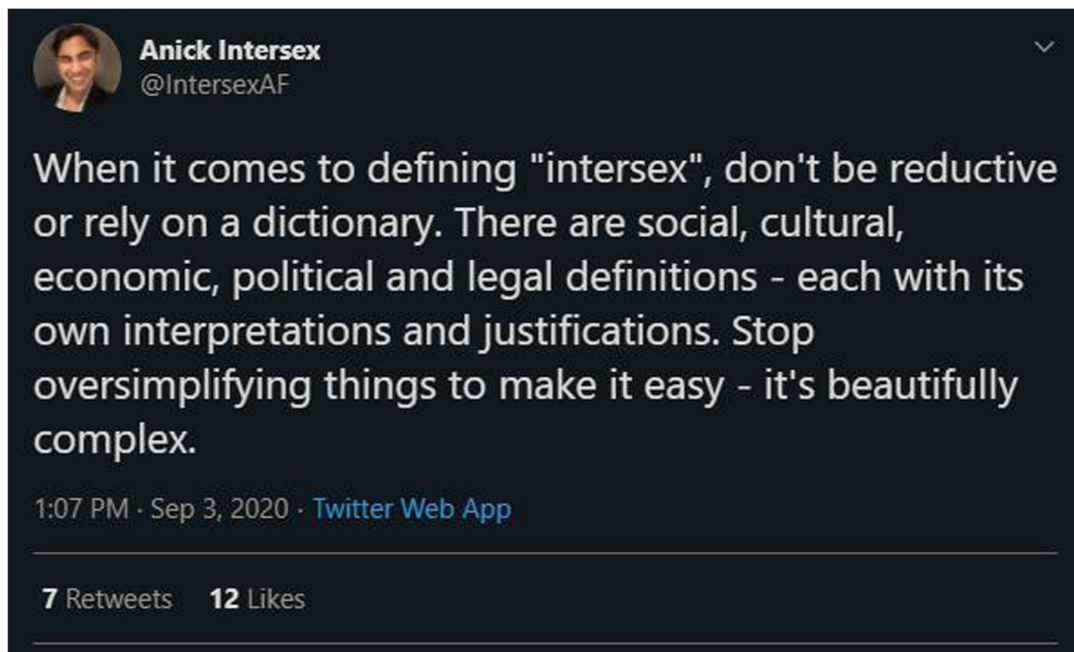 Anick Intersex
@IntersexAF
When it comes to defining "intersex", don't be reductive
or rely on a dictionary. There are social, cultural,
economic, political and legal definitions - each with its
own interpretations and justifications. Stop
oversimplifying things to make it easy - it's beautifully
complex.
1:07 PM · Sep 3, 2020 · Twitter Web App
7 Retweets 12 Likes